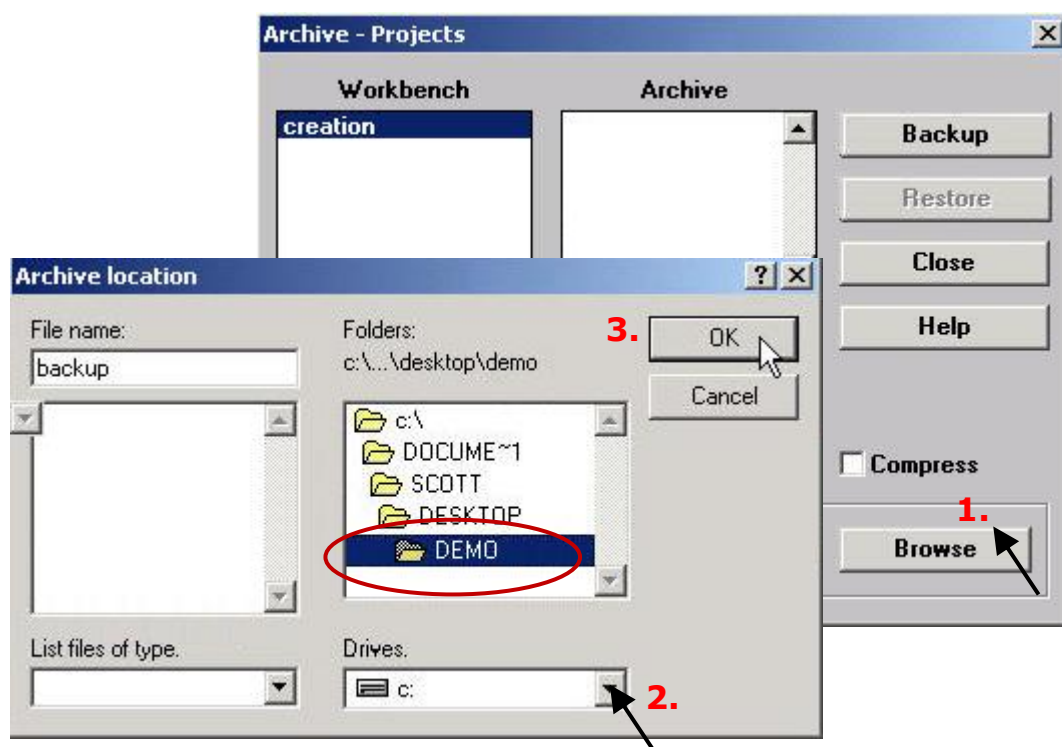 Archive - Projects
Workbench
Archive
creation
Backup
Restore
Close
Help
Compress
1.
Browse
Archive location
File name:
backup
Folders:
c:\...\desktop\demo
3.
OK
Cancel
c:\
DOCUME~1
SCOTT
DESKTOP
DEMO
List files of type.
Drives.
c:
2.